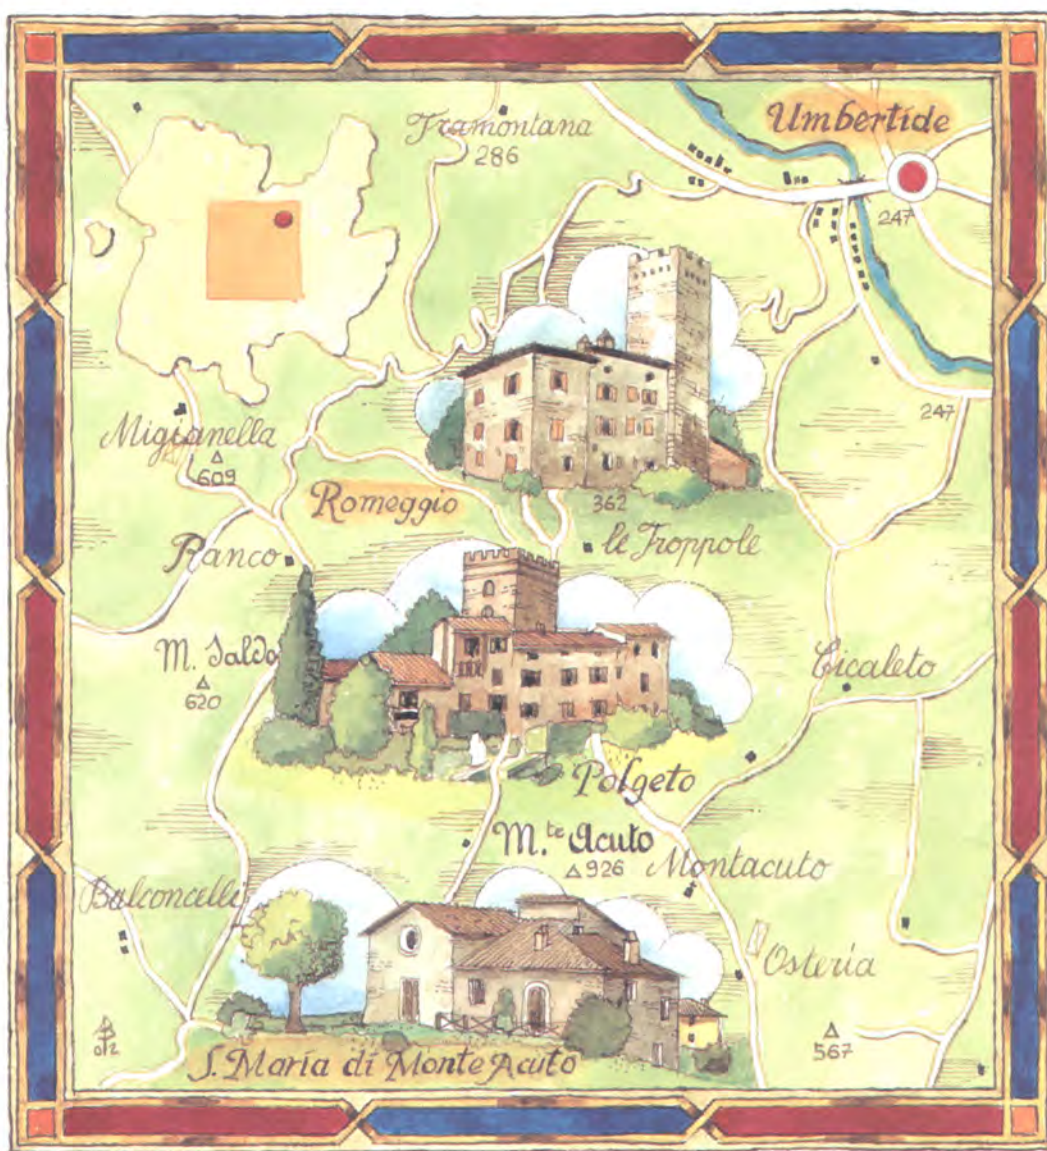 Umbertide
Tramontana
286
247
247
Migianella
609
Romeggio
362
le Troppole
Ranco
M. Saldo
620
Cicaleto
Polgeto
M.te Acuto
926
Montacuto
Balconcelli
Osteria
567
S. Maria di Monte Acuto